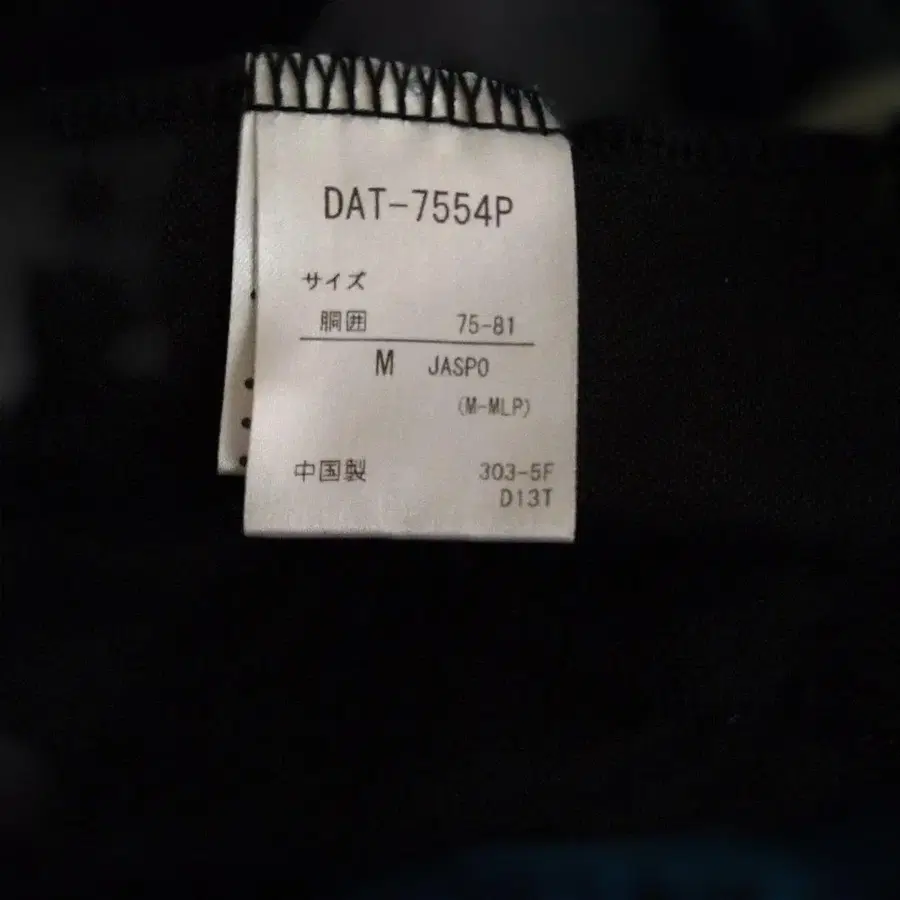 DAT-7554P
サイズ
胴囲 75-81
M JASPO
(M-MLP)
中国製 303-5F
D13T